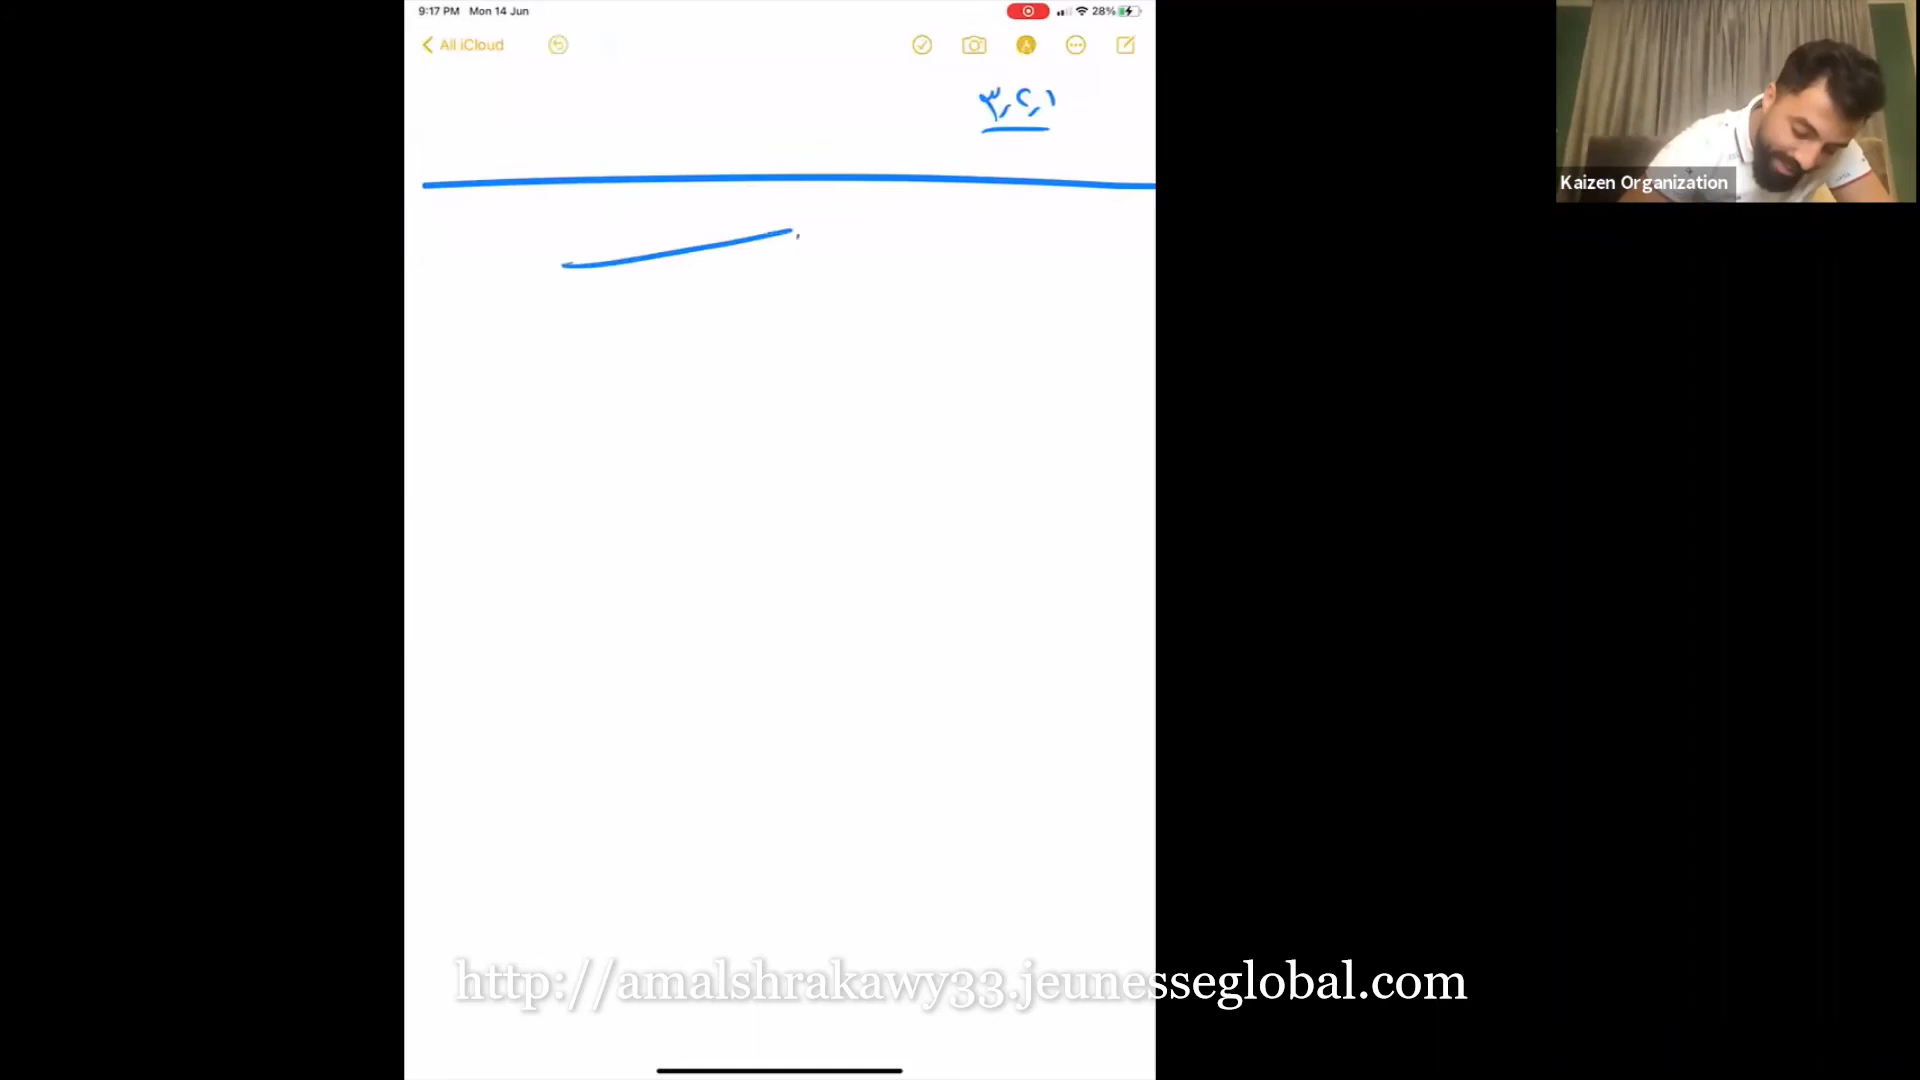 9:17 PM Mon 14 Jun 28%
All iCloud
١, ٢, ٣
Kaizen Organization
http://amalshrakawy33.jeunesseglobal.com